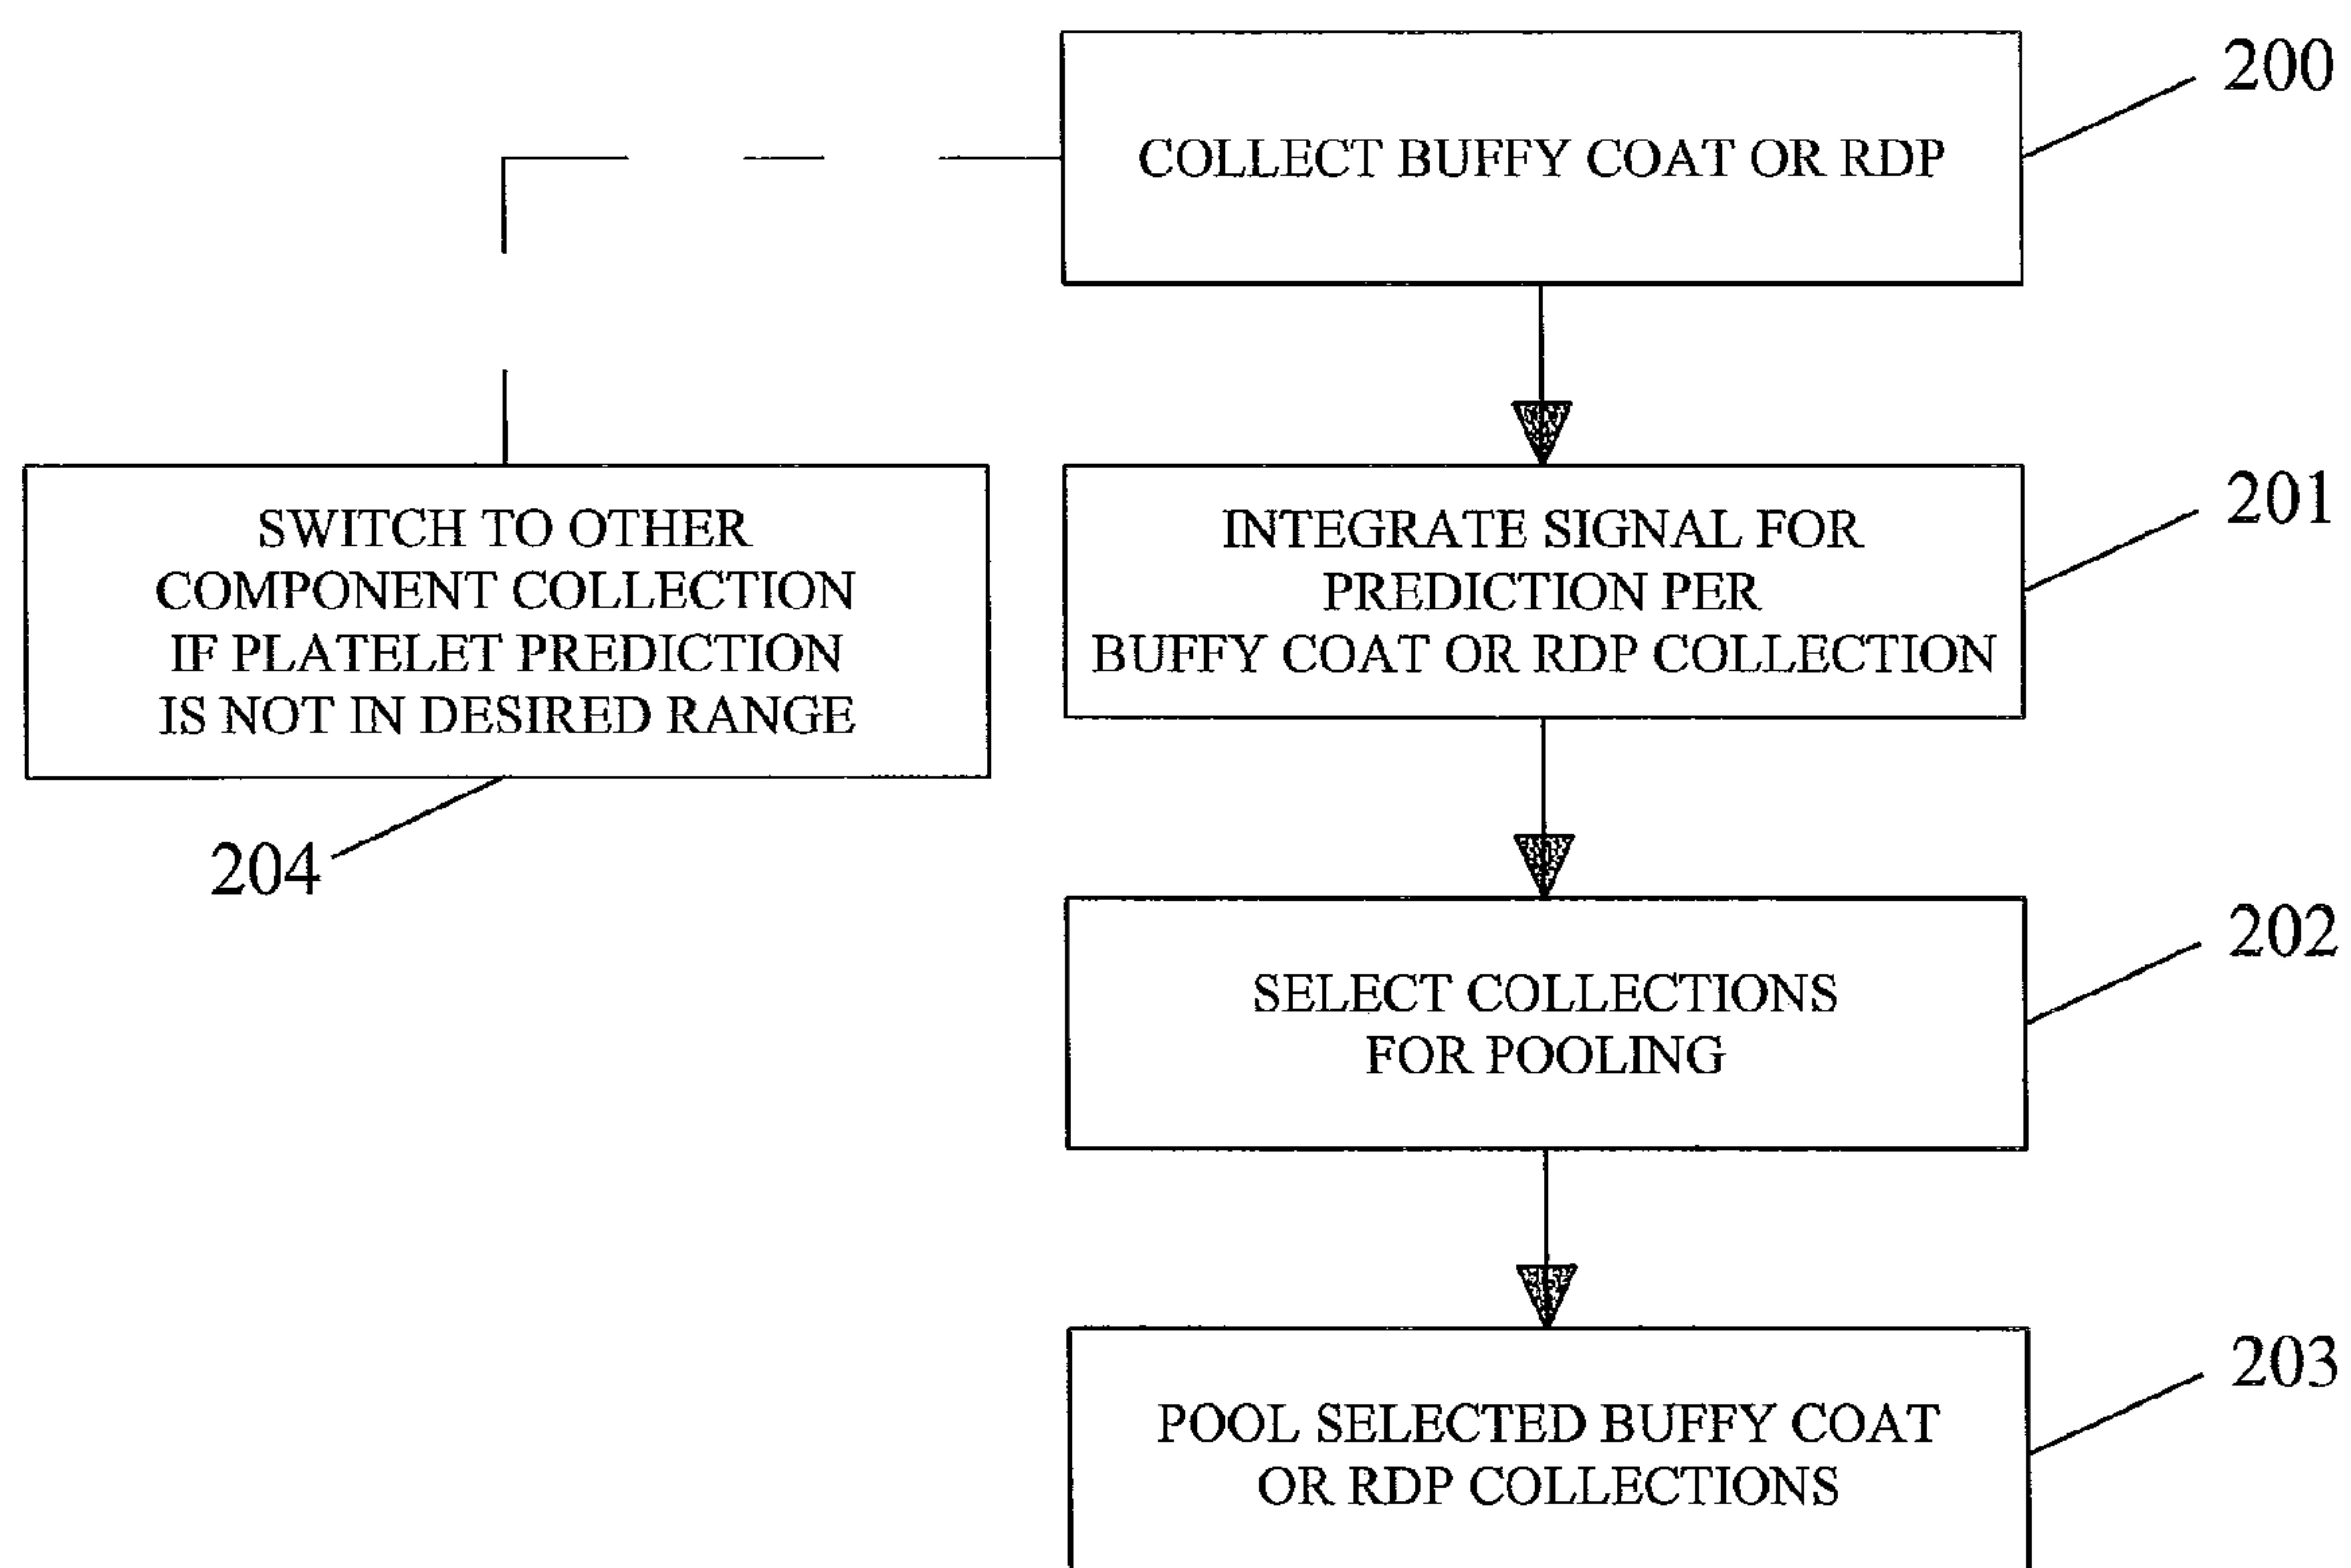 COLLECT BUFFY COAT OR RDP
200
SWITCH TO OTHER
COMPONENT COLLECTION
IF PLATELET PREDICTION
IS NOT IN DESIRED RANGE
204
INTEGRATE SIGNAL FOR
PREDICTION PER
BUFFY COAT OR RDP COLLECTION
201
SELECT COLLECTIONS
FOR POOLING
202
POOL SELECTED BUFFY COAT
OR RDP COLLECTIONS
203